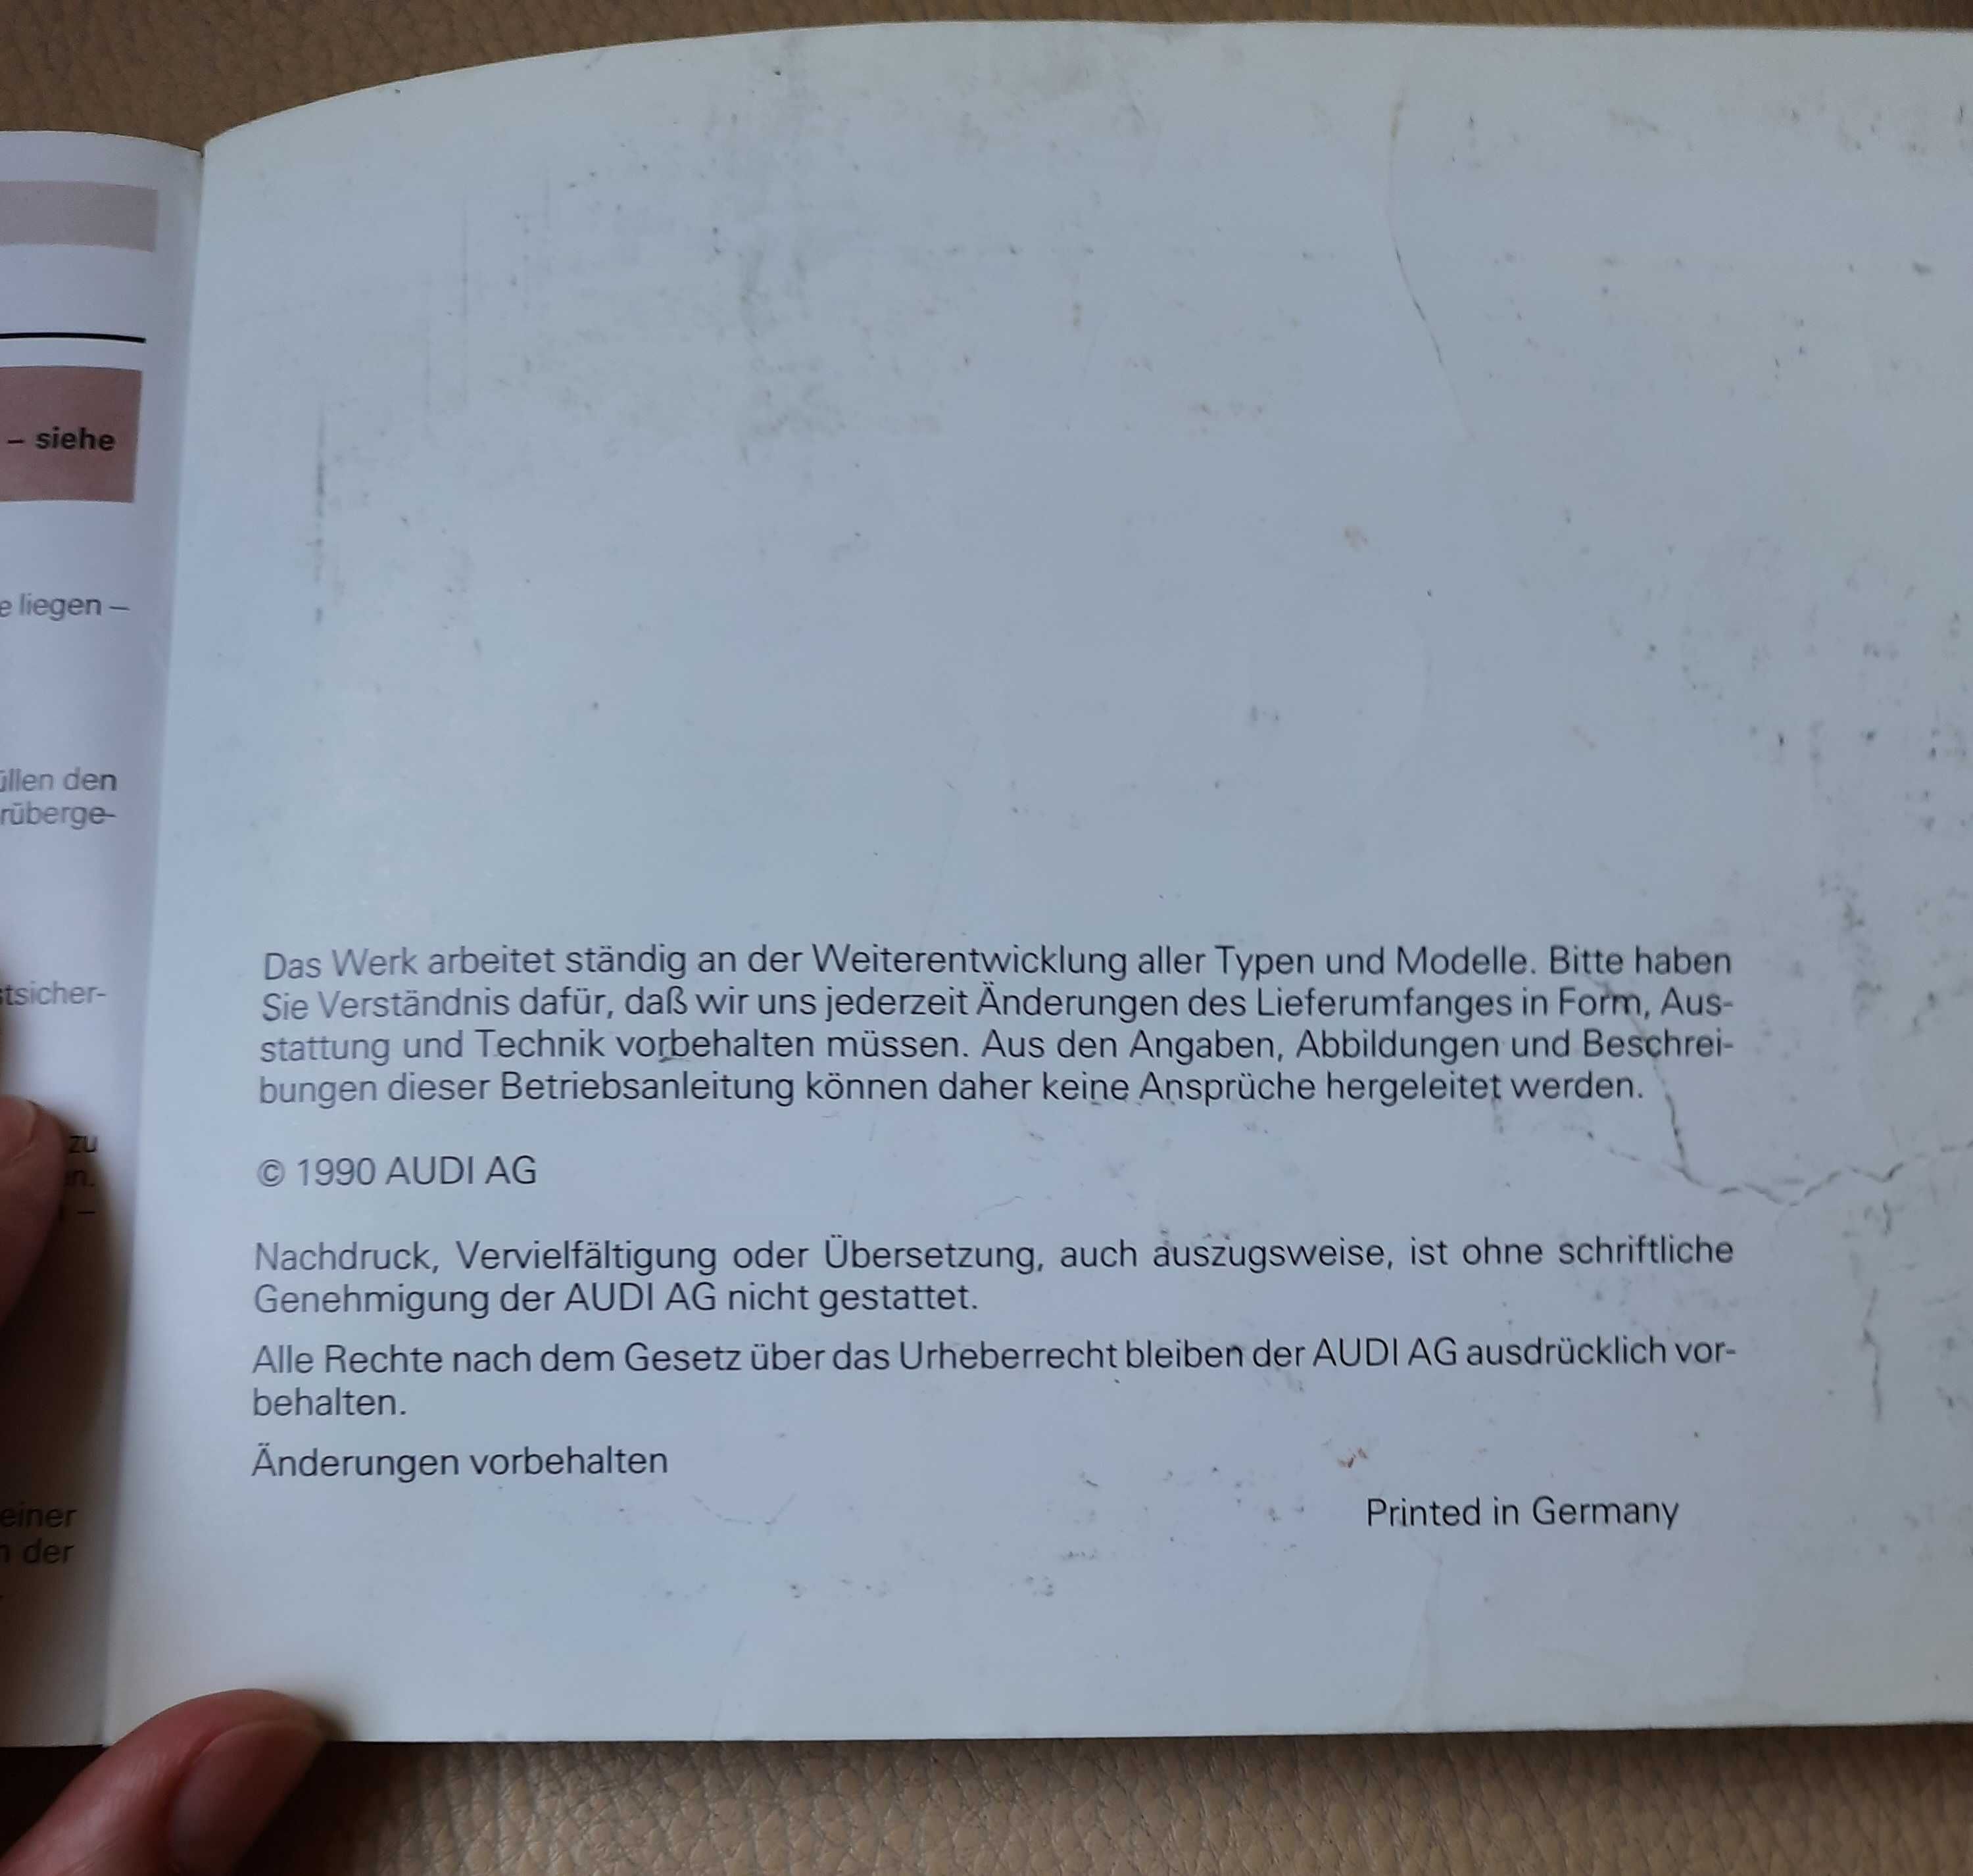 – siehe
liegen –
den
zu
einer
der
Das Werk arbeitet ständig an der Weiterentwicklung aller Typen und Modelle. Bitte haben
Sie Verständnis dafür, daß wir uns jederzeit Änderungen des Lieferumfanges in Form, Aus-
stattung und Technik vorbehalten müssen. Aus den Angaben, Abbildungen und Beschrei-
bungen dieser Betriebsanleitung können daher keine Ansprüche hergeleitet werden.
© 1990 AUDI AG
Nachdruck, Vervielfältigung oder Übersetzung, auch auszugsweise, ist ohne schriftliche
Genehmigung der AUDI AG nicht gestattet.
Alle Rechte nach dem Gesetz über das Urheberrecht bleiben der AUDI AG ausdrücklich vor-
behalten.
Änderungen vorbehalten
Printed in Germany